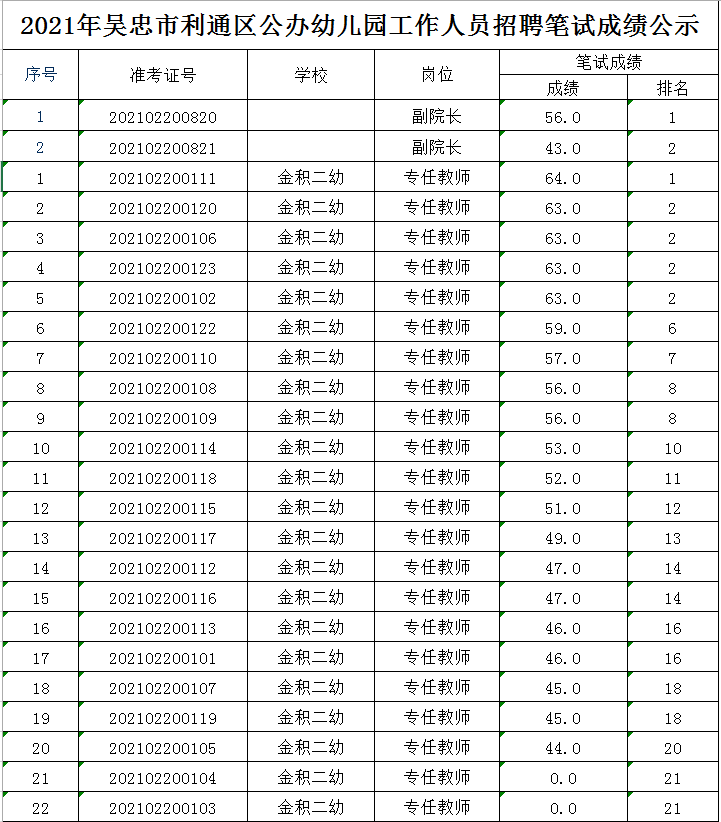 2021年吴忠市利通区公办幼儿园工作人员招聘笔试成绩公示
序号 准考证号 学校 岗位 笔试成绩
成绩 排名
1 202102200820 副院长 56.0 1
2 202102200821 副院长 43.0 2
1 202102200111 金积二幼 专任教师 64.0 1
2 202102200120 金积二幼 专任教师 63.0 2
3 202102200106 金积二幼 专任教师 63.0 2
4 202102200123 金积二幼 专任教师 63.0 2
5 202102200102 金积二幼 专任教师 63.0 2
6 202102200122 金积二幼 专任教师 59.0 6
7 202102200110 金积二幼 专任教师 57.0 7
8 202102200108 金积二幼 专任教师 56.0 8
9 202102200109 金积二幼 专任教师 56.0 8
10 202102200114 金积二幼 专任教师 53.0 10
11 202102200118 金积二幼 专任教师 52.0 11
12 202102200115 金积二幼 专任教师 51.0 12
13 202102200117 金积二幼 专任教师 49.0 13
14 202102200112 金积二幼 专任教师 47.0 14
15 202102200116 金积二幼 专任教师 47.0 14
16 202102200113 金积二幼 专任教师 46.0 16
17 202102200101 金积二幼 专任教师 46.0 16
18 202102200107 金积二幼 专任教师 45.0 18
19 202102200119 金积二幼 专任教师 45.0 18
20 202102200105 金积二幼 专任教师 44.0 20
21 202102200104 金积二幼 专任教师 0.0 21
22 202102200103 金积二幼 专任教师 0.0 21